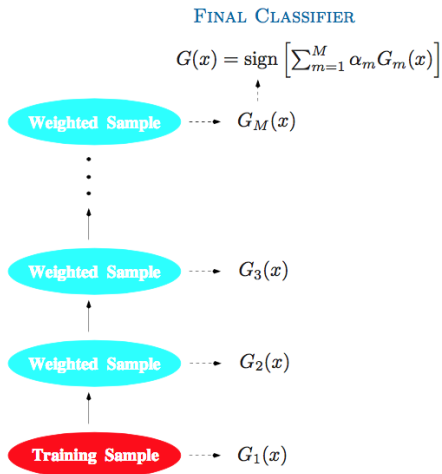 FINAL CLASSIFIER
G(x) = sign [∑_{m=1}^{M} α_m G_m(x)]
Weighted Sample G_M(x)
Weighted Sample G_3(x)
Weighted Sample G_2(x)
Training Sample G_1(x)